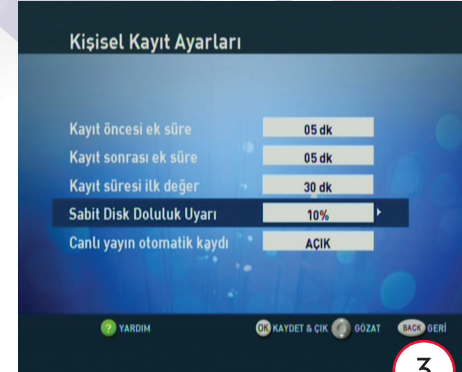 Kişisel Kayıt Ayarları
Kayıt öncesi ek süre 05 dk
Kayıt sonrası ek süre 05 dk
Kayıt süresi ilk değer 30 dk
Sabit Disk Doluluk Uyarı 10%
Canlı yayın otomatik kaydı AÇIK
? YARDIM OK KAYDET & ÇIK GÖZAT BACK GERİ
3